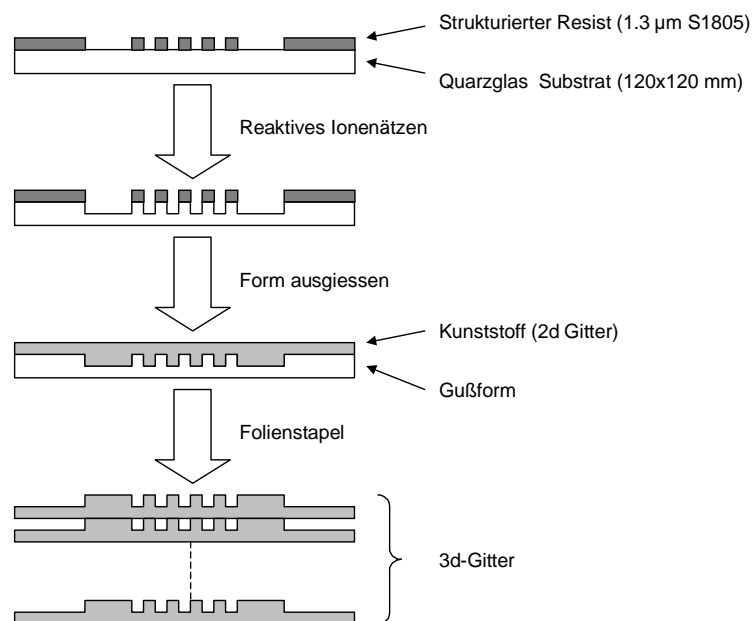 Strukturierter Resist (1.3 µm S1805)
Quarzglas Substrat (120x120 mm)
Reaktives Ionenätzen
Form ausgiessen
Kunststoff (2d Gitter)
Gußform
Folienstapel
3d-Gitter